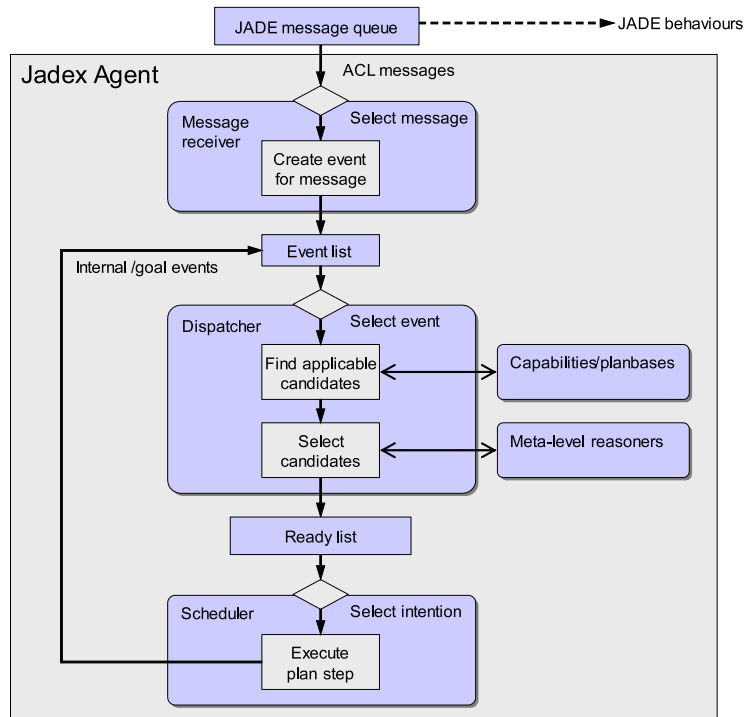 JADE message queue
JADE behaviours
Jadex Agent
ACL messages
Message
receiver
Select message
Create event
for message
Event list
Internal /goal events
Dispatcher
Select event
Find applicable
candidates
Capabilities/planbases
Select
candidates
Meta-level reasoners
Ready list
Scheduler
Select intention
Execute
plan step